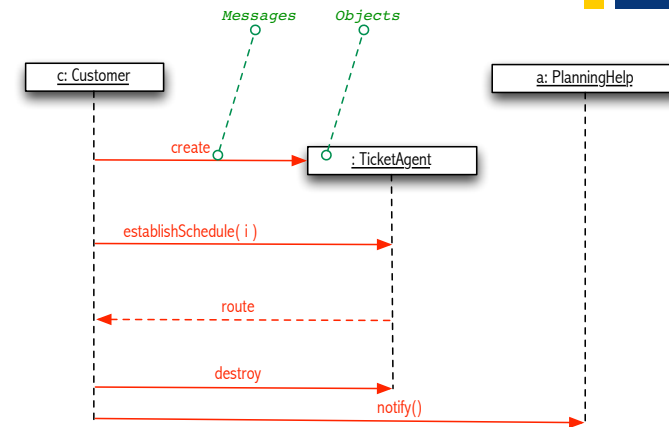 Messages Objects
c: Customer
a: PlanningHelp
create
: TicketAgent
establishSchedule( i )
route
destroy
notify()